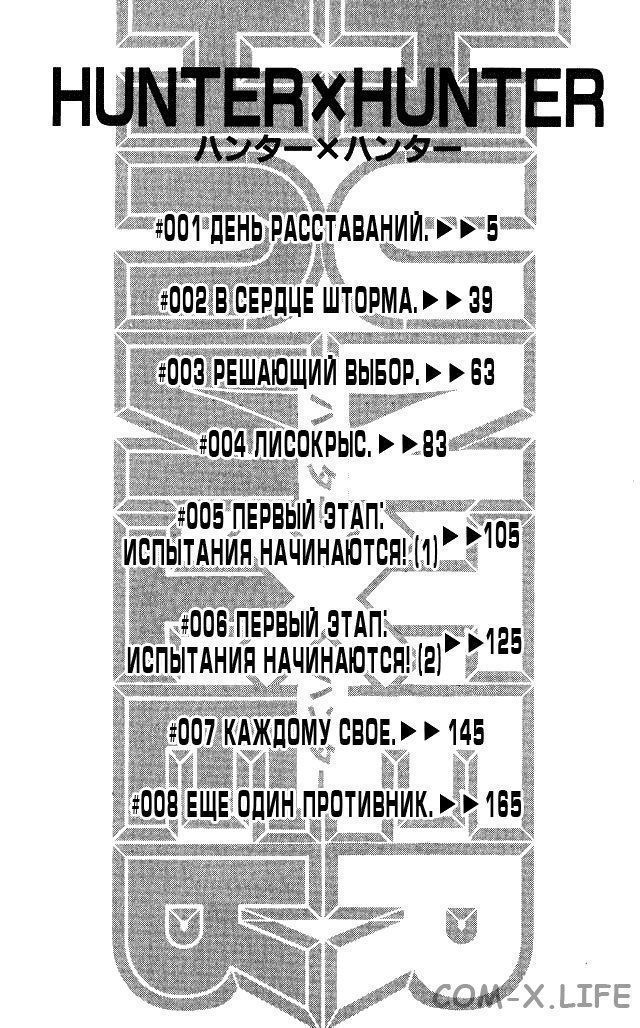 HUNTER×HUNTER
ハンター×ハンター
#001 ДЕНЬ РАССТАВАНИЙ. ▶ ▶ 5
#002 В СЕРДЦЕ ШТОРМА. ▶ ▶ 39
#003 РЕШАЮЩИЙ ВЫБОР. ▶ ▶ 63
#004 ЛИСОКРЫС. ▶ ▶ 83
#005 ПЕРВЫЙ ЭТАП:
ИСПЫТАНИЯ НАЧИНАЮТСЯ! (1) ▶ ▶ 105
#006 ПЕРВЫЙ ЭТАП:
ИСПЫТАНИЯ НАЧИНАЮТСЯ! (2) ▶ ▶ 125
#007 КАЖДОМУ СВОЕ. ▶ ▶ 145
#008 ЕЩЕ ОДИН ПРОТИВНИК. ▶ ▶ 165
COM-X.LIFE